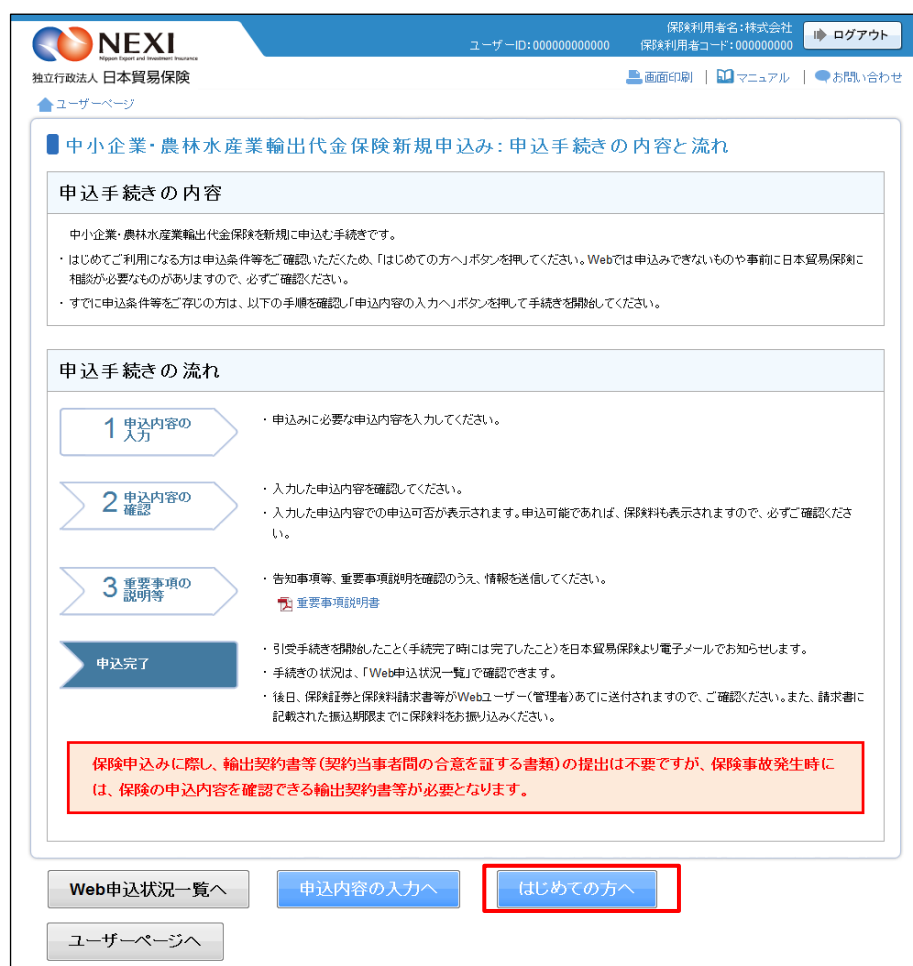 NEXI
Nippon Export and Investment Insurance
独立行政法人 日本貿易保険
ユーザーID:000000000000
保険利用者名:株式会社
保険利用者コード:000000000
ログアウト
画面印刷 | マニュアル | お問い合わせ
ユーザーページ
中小企業・農林水産業輸出代金保険新規申込み:申込手続きの内容と流れ
申込手続きの内容
中小企業・農林水産業輸出代金保険を新規に申込む手続きです。
・はじめてご利用になる方は申込条件等をご確認いただくため、「はじめての方へ」ボタンを押してください。Webでは申込みできないものや事前に日本貿易保険に
相談が必要なものがありますので、必ずご確認ください。
・すでに申込条件等をご存じの方は、以下の手順を確認し「申込内容の入力へ」ボタンを押して手続きを開始してください。
申込手続きの流れ
1 申込内容の
入力
・申込みに必要な申込内容を入力してください。
2 申込内容の
確認
・入力した申込内容を確認してください。
・入力した申込内容での申込可否が表示されます。申込可能であれば、保険料も表示されますので、必ずご確認くださ
い。
3 重要事項の
説明等
・告知事項等、重要事項説明を確認のうえ、情報を送信してください。
重要事項説明書
申込完了
・引受手続きを開始したこと(手続完了時には完了したこと)を日本貿易保険より電子メールでお知らせします。
・手続きの状況は、「Web申込状況一覧」で確認できます。
・後日、保険証券と保険料請求書等がWebユーザー(管理者)あてに送付されますので、ご確認ください。また、請求書に
記載された振込期限までに保険料をお振り込みください。
保険申込みに際し、輸出契約書等(契約当事者間の合意を証する書類)の提出は不要ですが、保険事故発生時に
は、保険の申込内容を確認できる輸出契約書等が必要となります。
Web申込状況一覧へ
申込内容の入力へ
はじめての方へ
ユーザーページへ